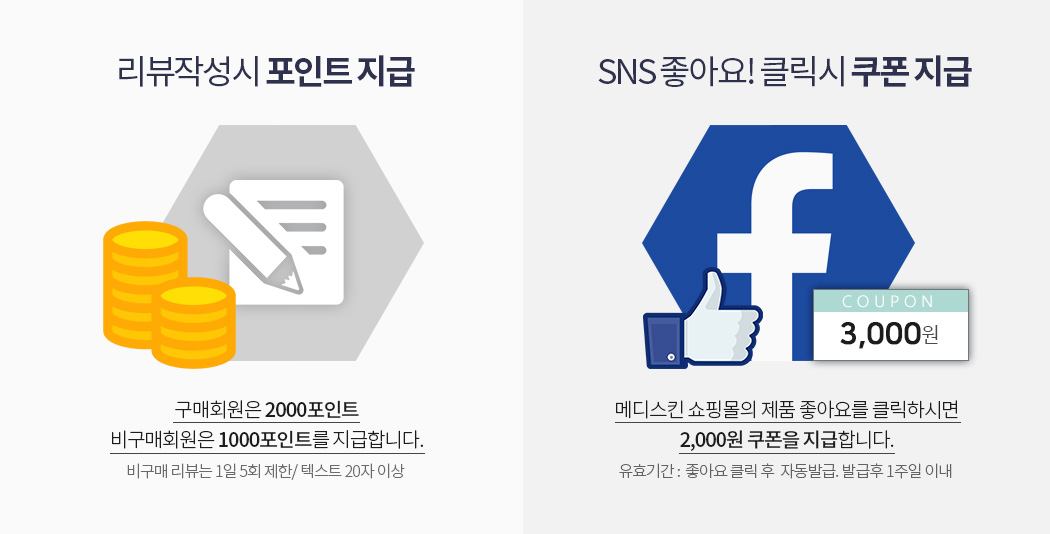 리뷰작성시 포인트 지급
구매회원은 2000포인트
비구매회원은 1000포인트를 지급합니다.
비구매 리뷰는 1일 5회 제한/ 텍스트 20자 이상
SNS 좋아요! 클릭시 쿠폰 지급
COUPON
3,000원
메디스킨 쇼핑몰의 제품 좋아요를 클릭하시면
2,000원 쿠폰을 지급합니다.
유효기간 : 좋아요 클릭 후 자동발급. 발급후 1주일 이내